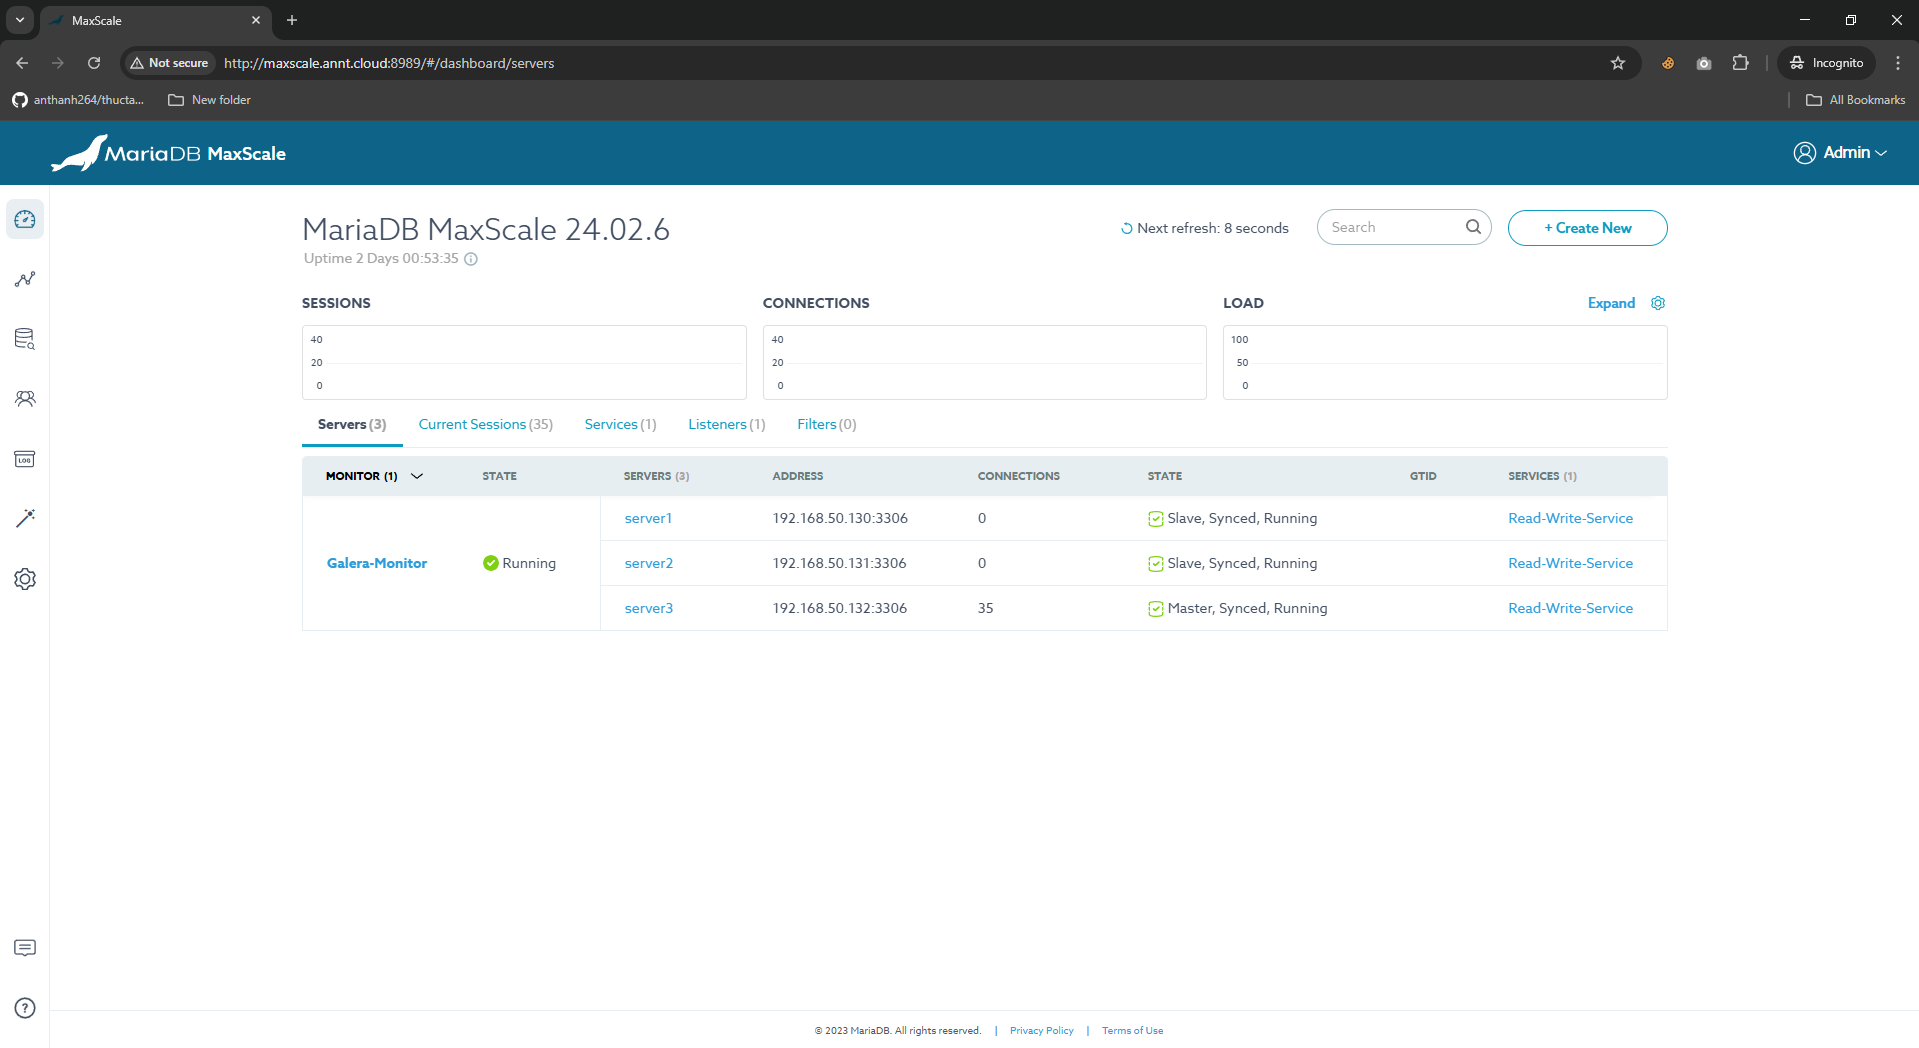 MaxScale
Not secure
http://maxscale.annt.cloud:8989/#/dashboard/servers
Incognito
anthanh264/thucta...
New folder
All Bookmarks
MariaDB MaxScale
Admin
MariaDB MaxScale 24.02.6
Next refresh: 8 seconds
Search
+ Create New
Uptime 2 Days 00:53:35
SESSIONS
CONNECTIONS
LOAD
Expand
40
20
0
40
20
0
100
50
0
Servers (3)
Current Sessions (35)
Services (1)
Listeners (1)
Filters (0)
MONITOR (1) STATE SERVERS (3) ADDRESS CONNECTIONS STATE GTID SERVICES (1)
server1 192.168.50.130:3306 0 Slave, Synced, Running Read-Write-Service
Galera-Monitor Running server2 192.168.50.131:3306 0 Slave, Synced, Running Read-Write-Service
server3 192.168.50.132:3306 35 Master, Synced, Running Read-Write-Service
LOG
© 2023 MariaDB. All rights reserved. | Privacy Policy | Terms of Use